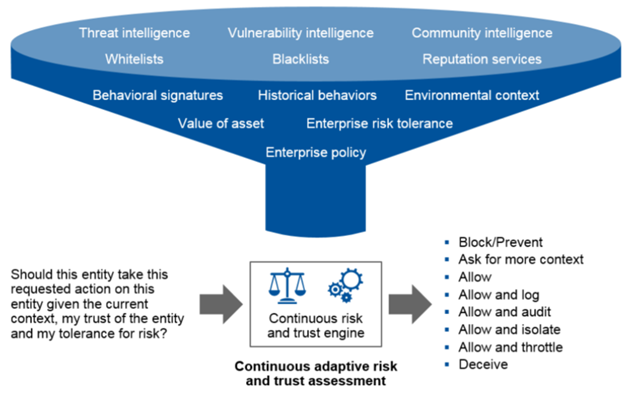 Threat intelligence Vulnerability intelligence Community intelligence
Whitelists Blacklists Reputation services
Behavioral signatures Historical behaviors Environmental context
Value of asset Enterprise risk tolerance
Enterprise policy
Should this entity take this
requested action on this
entity given the current
context, my trust of the entity
and my tolerance for risk?
Continuous risk
and trust engine
Continuous adaptive risk
and trust assessment
▪ Block/Prevent
▪ Ask for more context
▪ Allow
▪ Allow and log
▪ Allow and audit
▪ Allow and isolate
▪ Allow and throttle
▪ Deceive